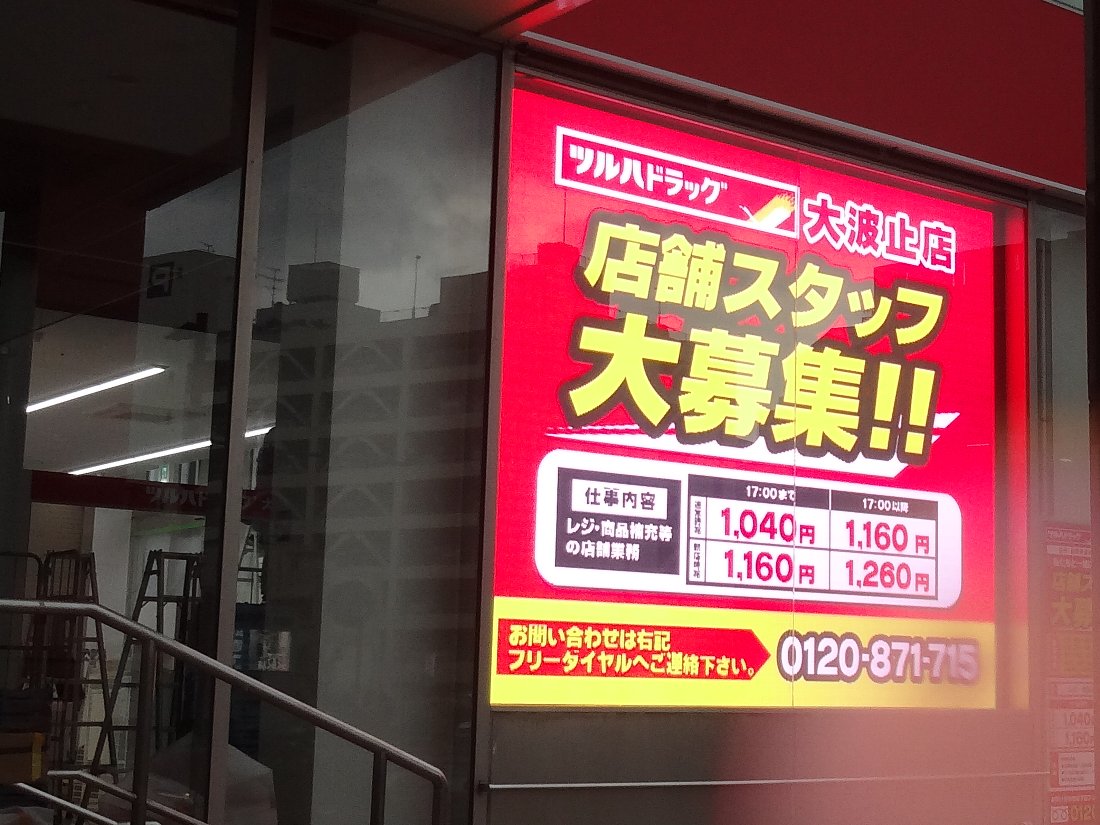 ツルハドラッグ
大波止店
店舗スタッフ
大募集!!
仕事内容
レジ・商品補充等
の店舗業務
17:00まで
17:00以降
1,040円
1,160円
1,160円
1,260円
お問い合わせは右記
フリーダイヤルへご連絡下さい。
0120-871-715
ツルハド
P